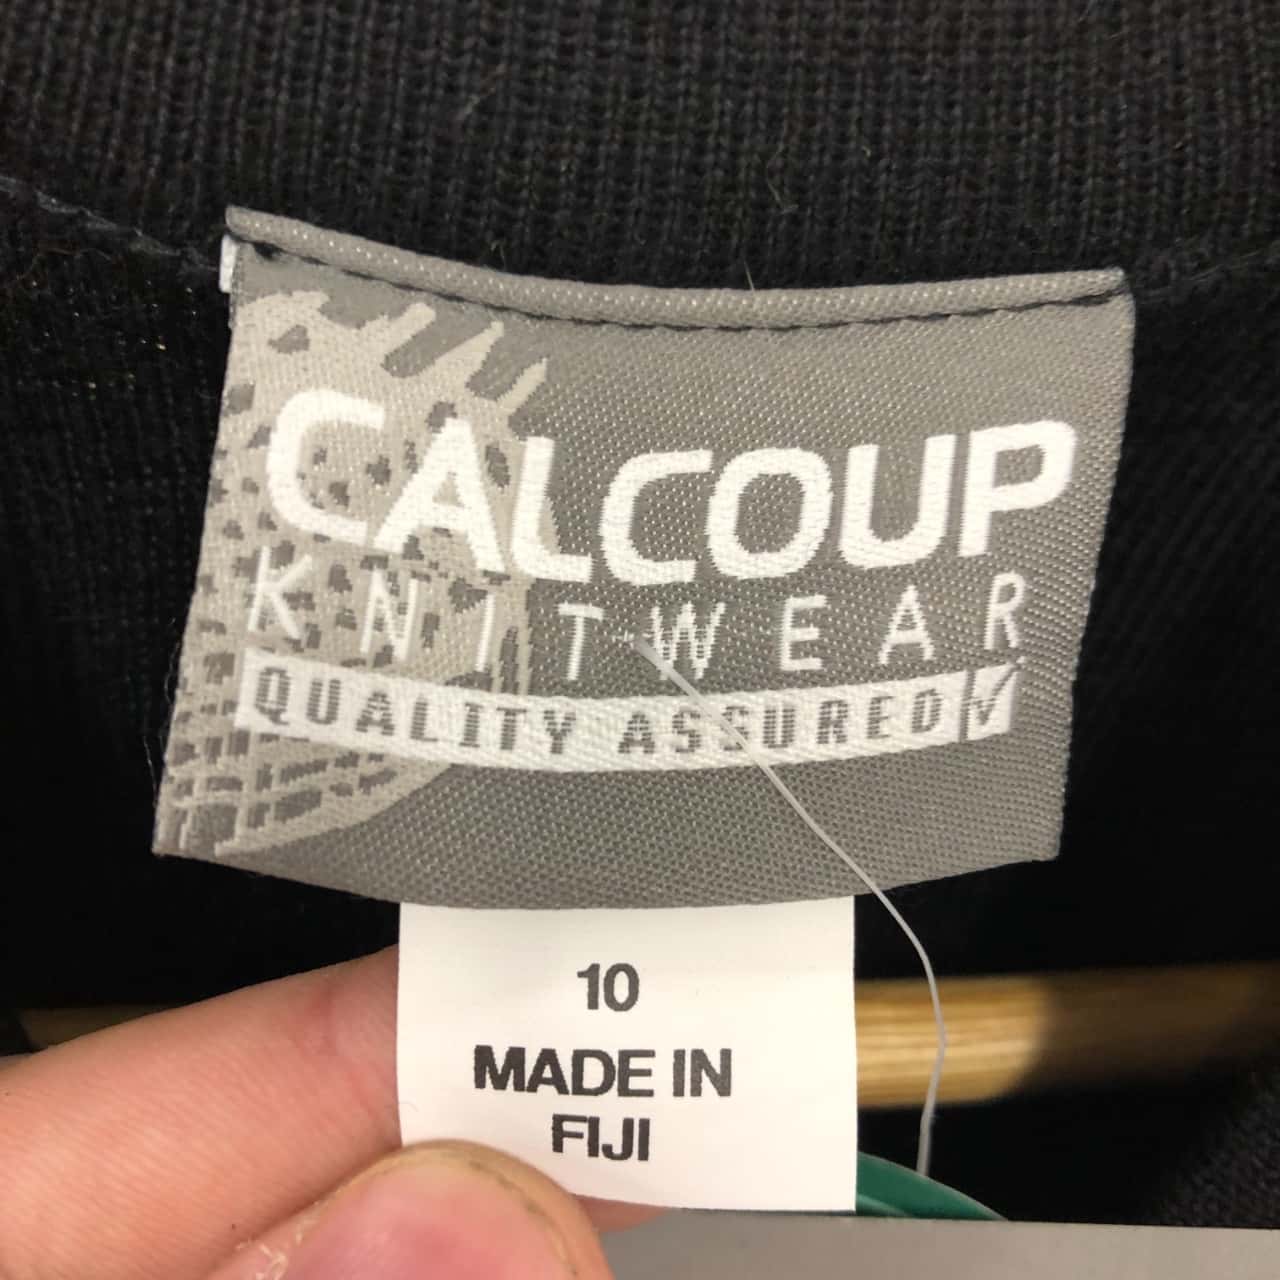 CALCOUP
KNITWEAR
QUALITY ASSURED
10
MADE IN
FIJI